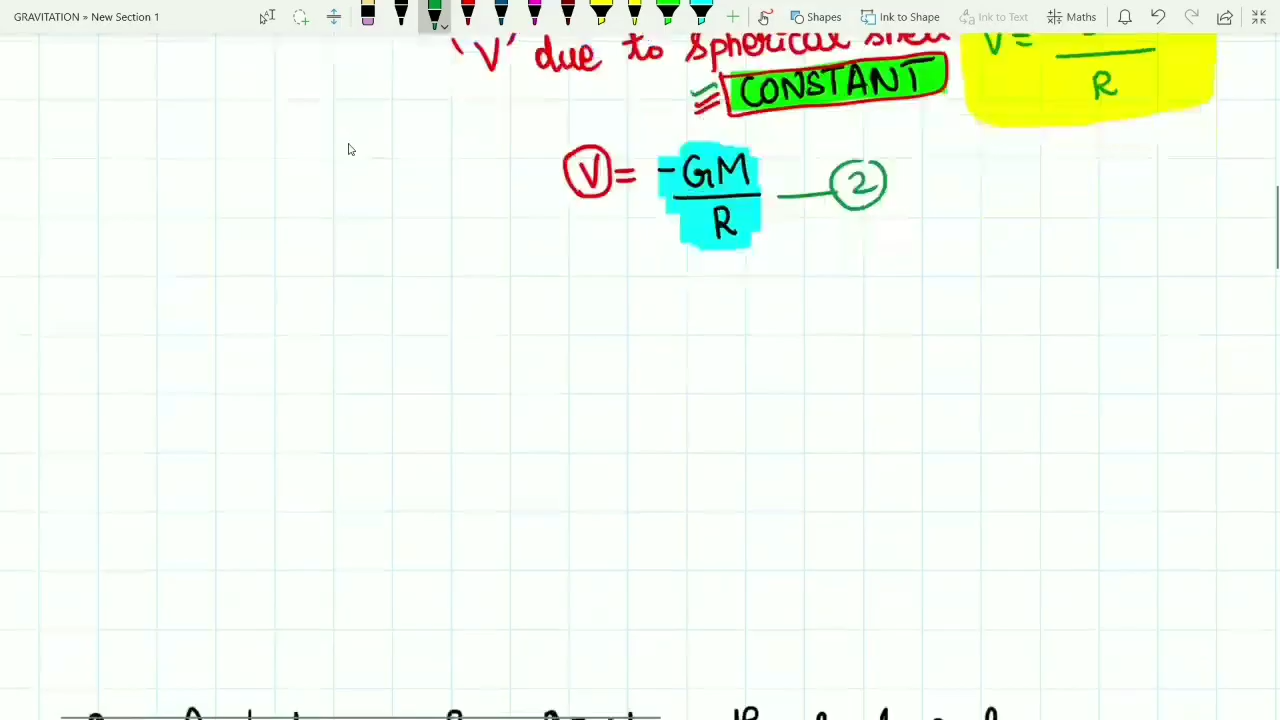 GRAVITATION » New Section 1
Shapes
Ink to Shape
Ink to Text
Maths
'V' due to spherical shell
V =
R
= CONSTANT
V = -GM/R — 2